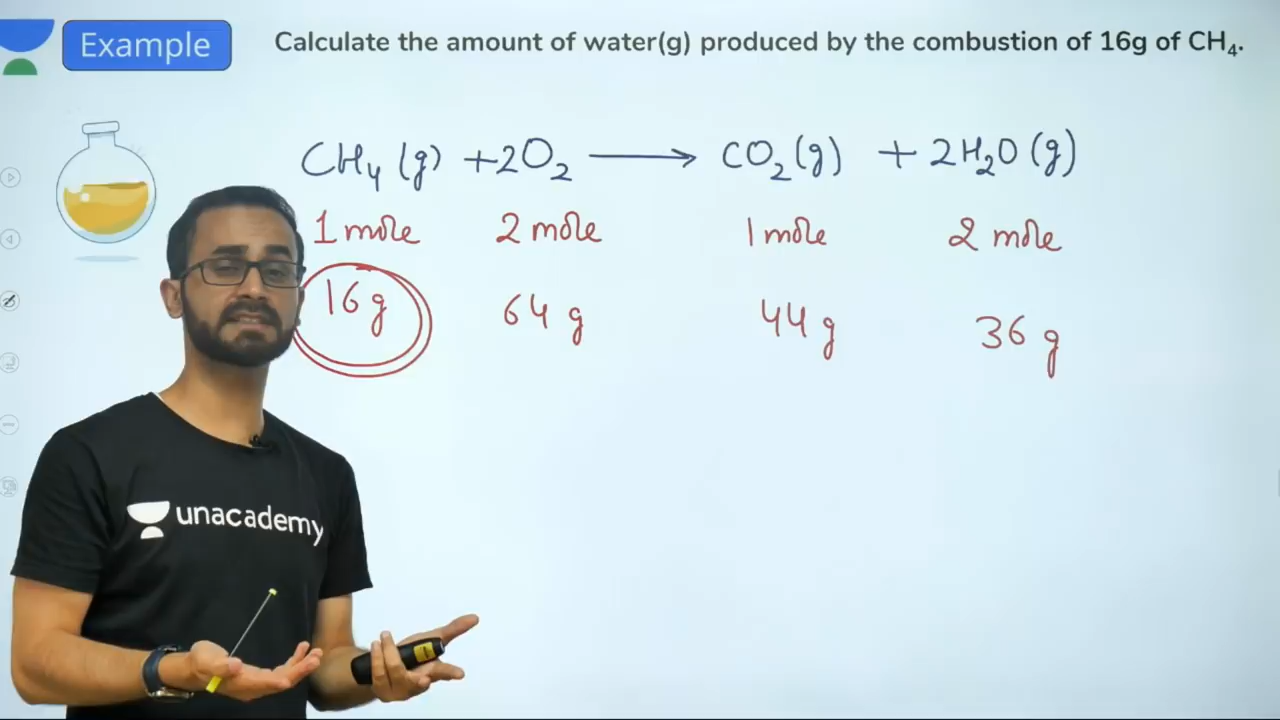 Example
Calculate the amount of water(g) produced by the combustion of 16g of CH₄.
CH₄ (g) +2O₂ ⟶ CO₂(g) + 2H₂O (g)
1 mole 2 mole 1 mole 2 mole
16g 64 g 44 g 36 g
unacademy